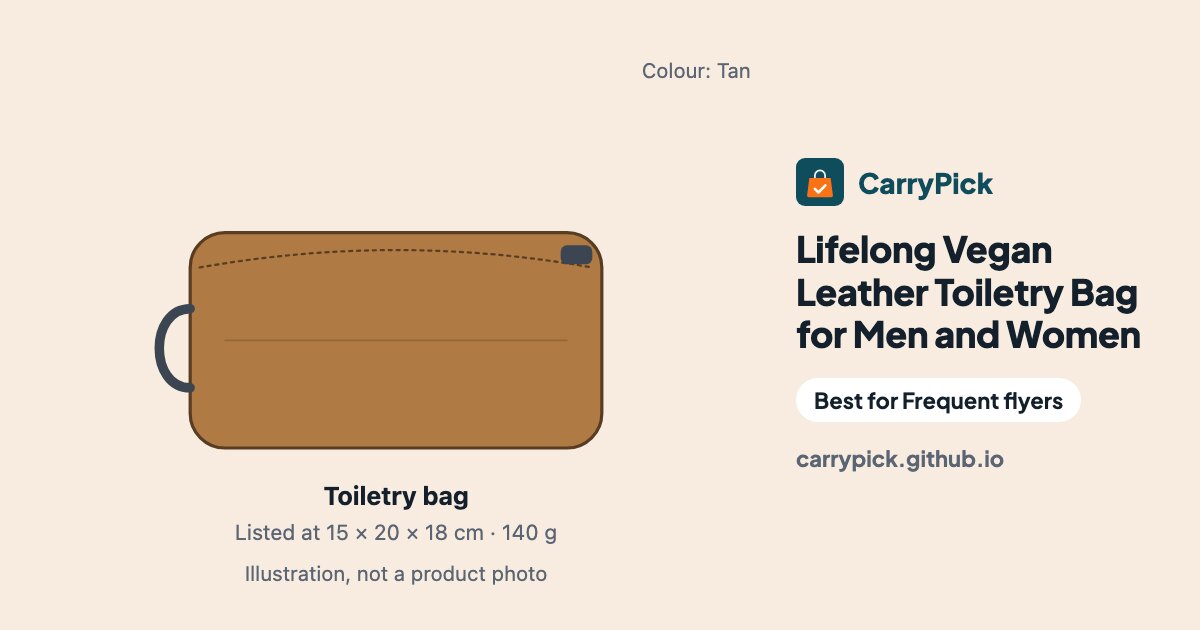 Colour: Tan
CarryPick
Lifelong Vegan
Leather Toiletry Bag
for Men and Women
Best for Frequent flyers
carrypick.github.io
Toiletry bag
Listed at 15 × 20 × 18 cm · 140 g
Illustration, not a product photo